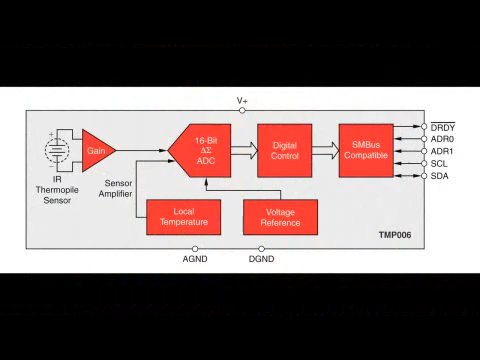 V+
16-Bit
ΔΣ
ADC
Gain
Digital
Control
SMBus
Compatible
DRDY
ADR0
ADR1
SCL
SDA
IR
Thermopile
Sensor
Sensor
Amplifier
Local
Temperature
Voltage
Reference
TMP006
AGND
DGND